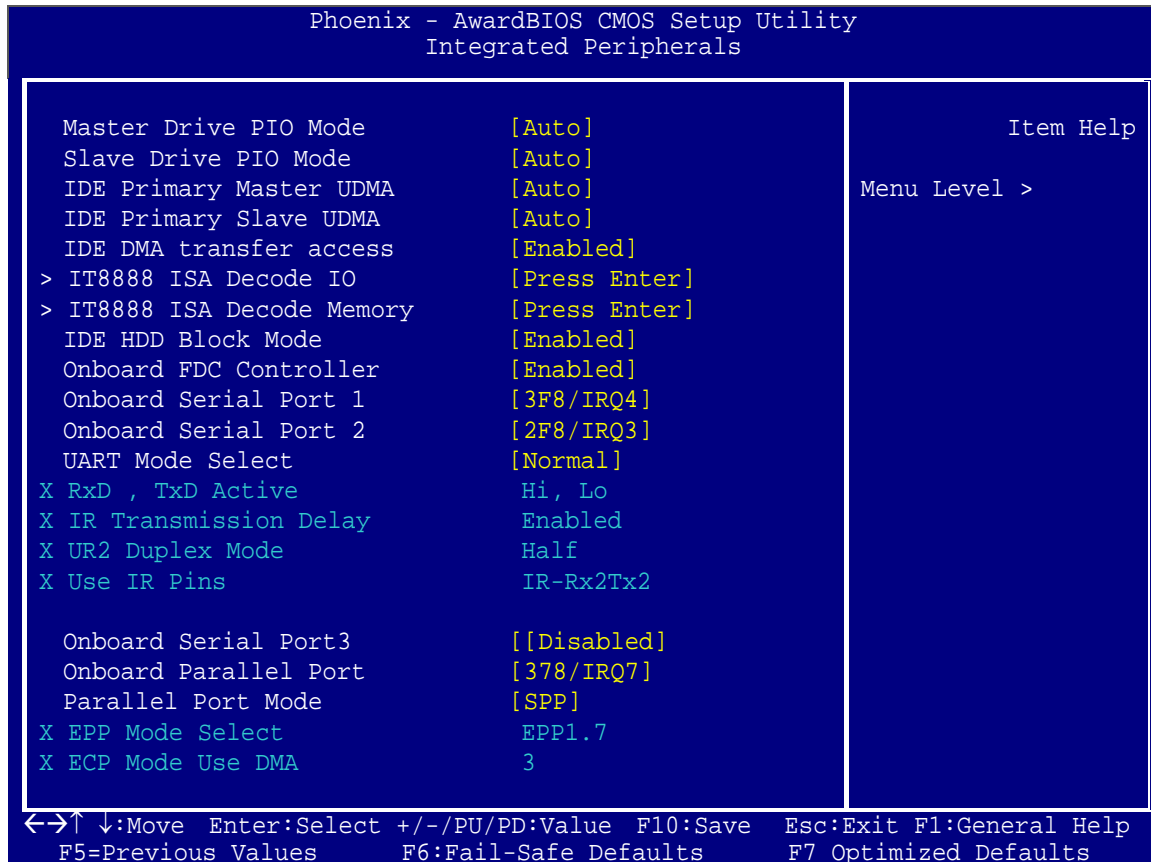 Phoenix - AwardBIOS CMOS Setup Utility
Integrated Peripherals
Master Drive PIO Mode [Auto] Item Help
Slave Drive PIO Mode [Auto]
IDE Primary Master UDMA [Auto] Menu Level >
IDE Primary Slave UDMA [Auto]
IDE DMA transfer access [Enabled]
> IT8888 ISA Decode IO [Press Enter]
> IT8888 ISA Decode Memory [Press Enter]
IDE HDD Block Mode [Enabled]
Onboard FDC Controller [Enabled]
Onboard Serial Port 1 [3F8/IRQ4]
Onboard Serial Port 2 [2F8/IRQ3]
UART Mode Select [Normal]
X RxD , TxD Active Hi, Lo
X IR Transmission Delay Enabled
X UR2 Duplex Mode Half
X Use IR Pins IR-Rx2Tx2
Onboard Serial Port3 [[Disabled]
Onboard Parallel Port [378/IRQ7]
Parallel Port Mode [SPP]
X EPP Mode Select EPP1.7
X ECP Mode Use DMA 3
←→↑ ↓:Move Enter:Select +/-/PU/PD:Value F10:Save Esc:Exit F1:General Help
F5=Previous Values F6:Fail-Safe Defaults F7 Optimized Defaults